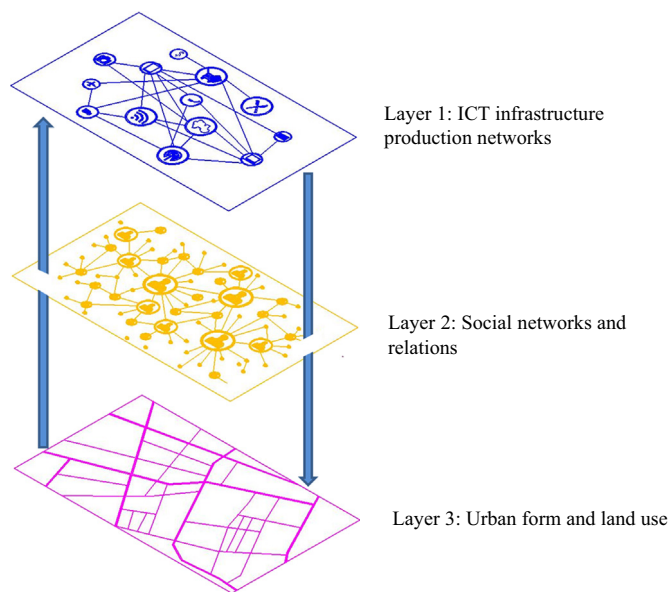 Layer 1: ICT infrastructure
production networks
Layer 2: Social networks and
relations
Layer 3: Urban form and land use